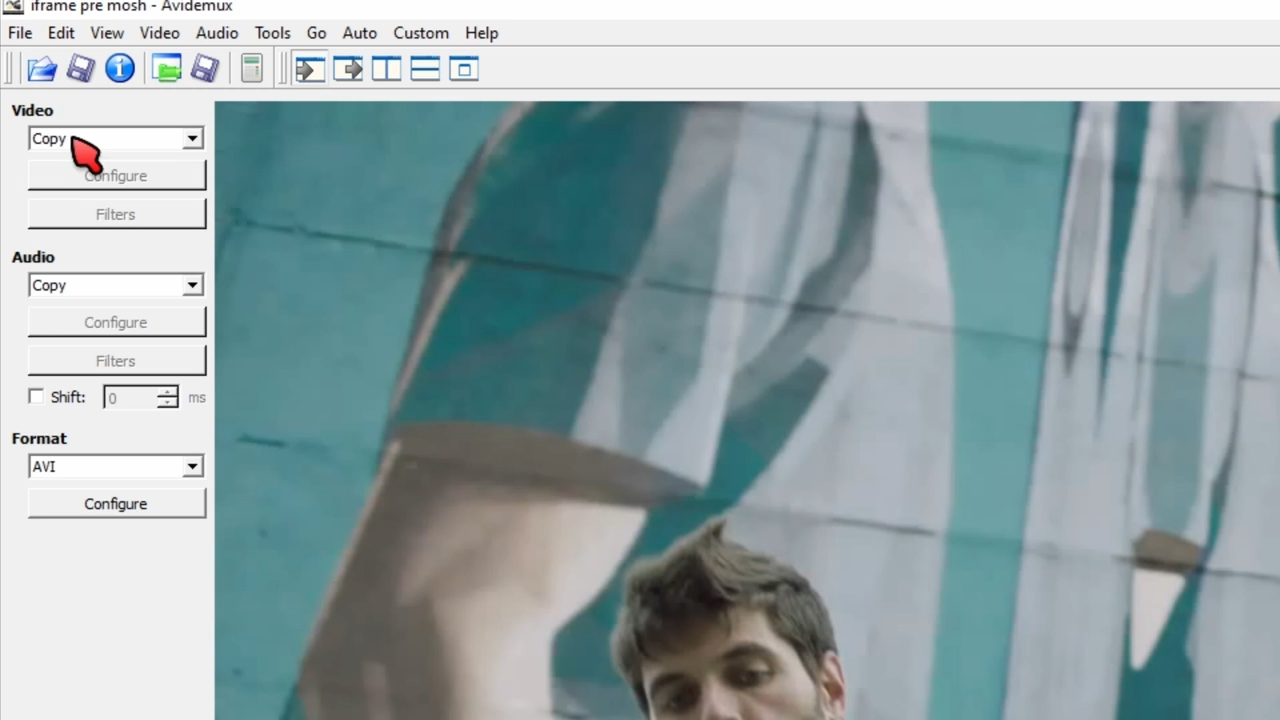 iframe pre mosh - Avidemux
File Edit View Video Audio Tools Go Auto Custom Help
Video
Copy
Configure
Filters
Audio
Copy
Configure
Filters
Shift: 0 ms
Format
AVI
Configure